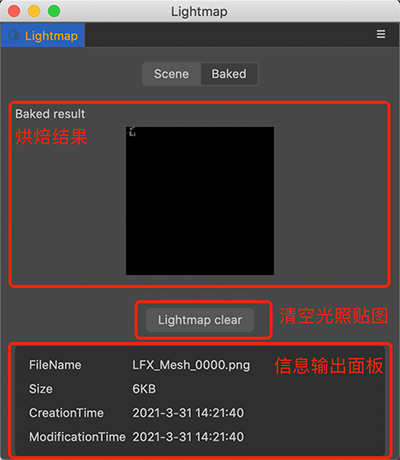 Lightmap
Lightmap
Scene Baked
Baked result
烘焙结果
Lightmap clear
清空光照贴图
信息输出面板
FileName LFX_Mesh_0000.png
Size 6KB
CreationTime 2021-3-31 14:21:40
ModificationTime 2021-3-31 14:21:40